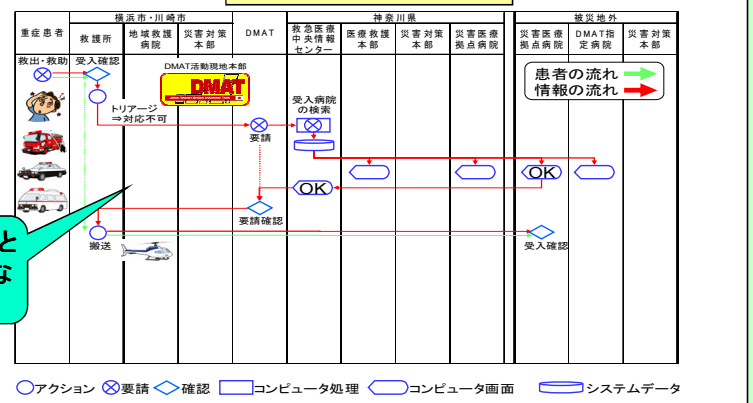 横浜市・川崎市
神奈川県
被災地外
重症患者
救護所
地域救護
病院
災害対策
本部
DMAT
救急医療
中央情報
センター
医療救護
本部
災害対策
本部
災害医療
拠点病院
災害医療
拠点病院
DMAT指
定病院
災害対策
本部
救出・救助
受入確認
DMAT活動現地本部
DMAT
患者の流れ
情報の流れ
トリアージ
⇒対応不可
受入病院
の検索
要請
OK
OK
要請確認
と
な
搬送
受入確認
アクション
要請
確認
コンピュータ処理
コンピュータ画面
システムデータ